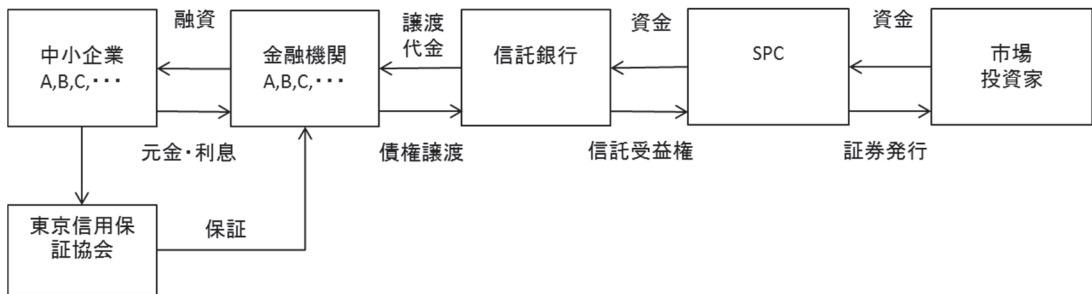 融資
譲渡
代金
資金
資金
中小企業
A,B,C,・・・
金融機関
A,B,C,・・・
信託銀行
SPC
市場
投資家
元金・利息
債権譲渡
信託受益権
証券発行
東京信用保
証協会
保証